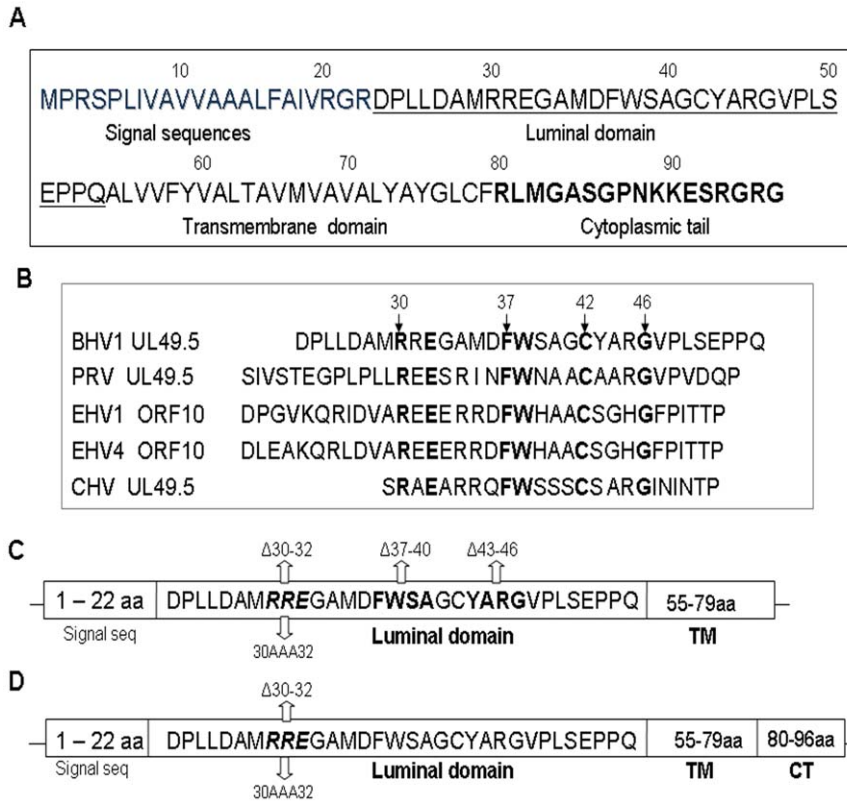 A
10 20 30 40 50
MPRSPLIVAVVAAALFAIVRGRDPLLDAMRREGAMDFWSAGCYARGVPLS
Signal sequences Luminal domain
60 70 80 90
EPPQALVVFYVALTAVMVAVALYAYGLCFRLMGASGPNKKESRGRG
Transmembrane domain Cytoplasmic tail
B
30 37 42 46
BHV1 UL49.5 DPLLDAMRREGAMDFWSAGCYARGVPLSEPPQ
PRV UL49.5 SIVSTEGPLPLLREESRINFWNAACAARGVPVDQP
EHV1 ORF10 DPGVKQRIDVAREEERRDFWHAACSGHGFPITTP
EHV4 ORF10 DLEAKQRLDVAREEERRDFWHAACSGHGFPITTP
CHV UL49.5 SRAEARRQFWSSSCSARGININTP
C
Δ30-32 Δ37-40 Δ43-46
1 – 22 aa DPLLDAMRREGAMDFWSAGCYARGVPLSEPPQ 55-79aa
Signal seq Luminal domain TM
30AAA32
D
Δ30-32
1 – 22 aa DPLLDAMRREGAMDFWSAGCYARGVPLSEPPQ 55-79aa 80-96aa
Signal seq Luminal domain TM CT
30AAA32